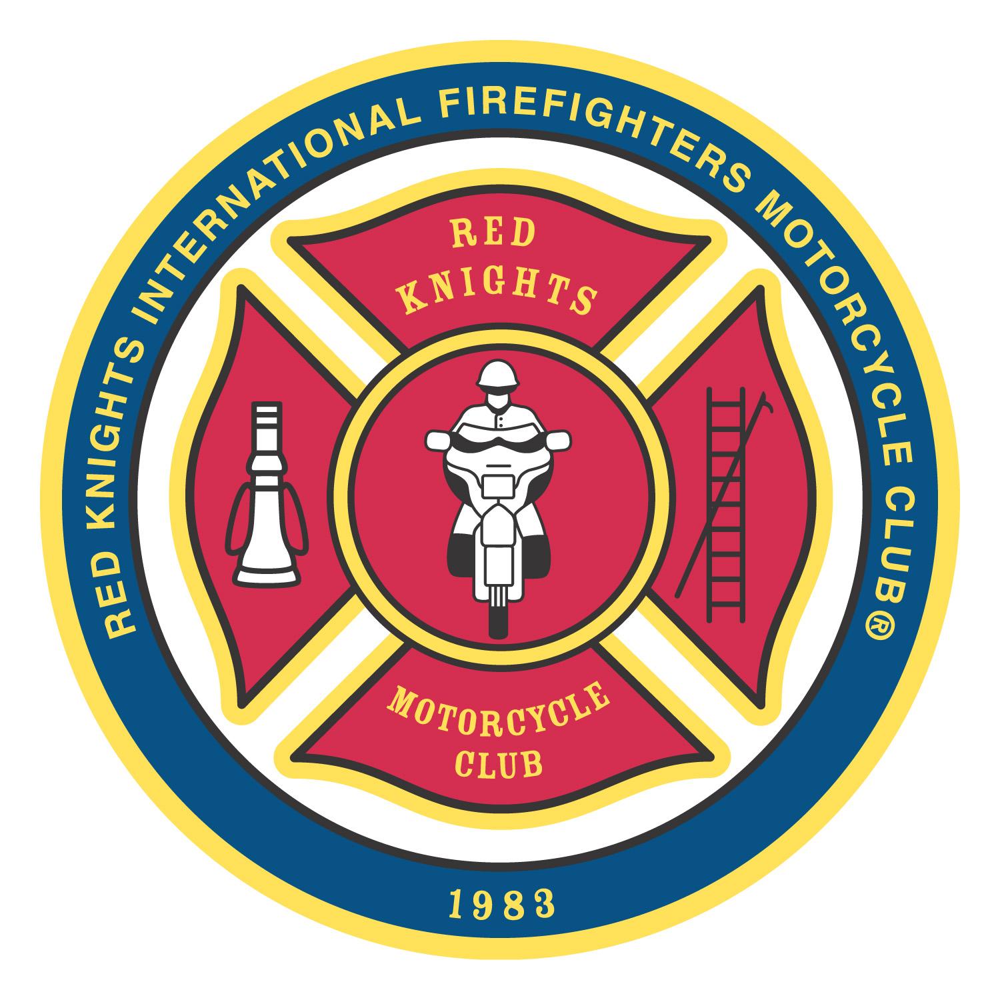 RED KNIGHTS INTERNATIONAL FIREFIGHTERS MOTORCYCLE CLUB®
RED
KNIGHTS
MOTORCYCLE
CLUB
1983